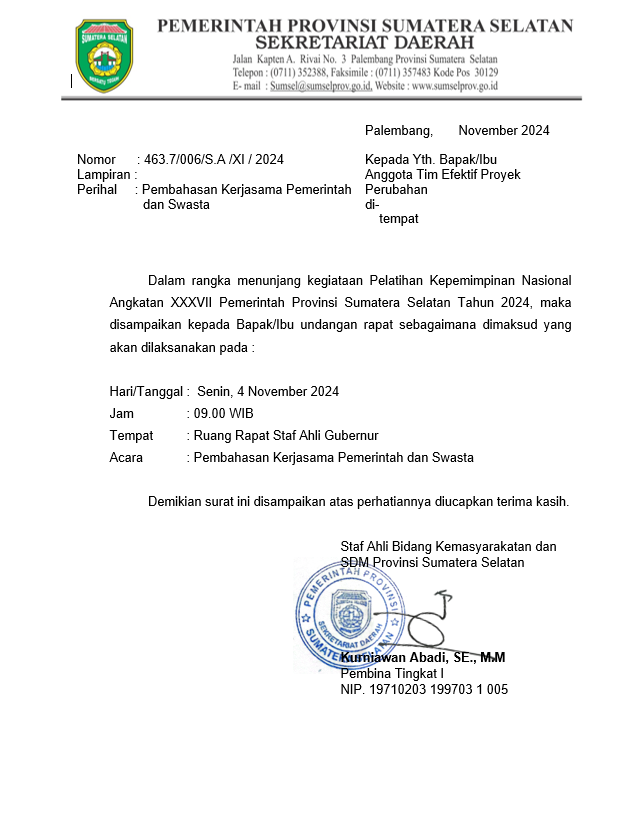 SUMATERA SELATAN
BERSATU TEGUH
PEMERINTAH PROVINSI SUMATERA SELATAN
SEKRETARIAT DAERAH
Jalan Kapten A. Rivai No. 3 Palembang Provinsi Sumatera Selatan
Telepon : (0711) 352388, Faksimile : (0711) 357483 Kode Pos 30129
E- mail : Sumsel@sumselprov.go.id, Website : www.sumselprov.go.id
Palembang, November 2024
Nomor : 463.7/006/S.A /XI / 2024
Lampiran :
Perihal : Pembahasan Kerjasama Pemerintah
dan Swasta
Kepada Yth. Bapak/Ibu
Anggota Tim Efektif Proyek
Perubahan
di-
tempat
Dalam rangka menunjang kegiataan Pelatihan Kepemimpinan Nasional
Angkatan XXXVII Pemerintah Provinsi Sumatera Selatan Tahun 2024, maka
disampaikan kepada Bapak/Ibu undangan rapat sebagaimana dimaksud yang
akan dilaksanakan pada :
Hari/Tanggal : Senin, 4 November 2024
Jam : 09.00 WIB
Tempat : Ruang Rapat Staf Ahli Gubernur
Acara : Pembahasan Kerjasama Pemerintah dan Swasta
Demikian surat ini disampaikan atas perhatiannya diucapkan terima kasih.
Staf Ahli Bidang Kemasyarakatan dan
SDM Provinsi Sumatera Selatan
PEMERINTAH PROVINSI
SEKRETARIAT DAERAH
SUMATERA SELATAN
Kurniawan Abadi, SE., M.M
Pembina Tingkat I
NIP. 19710203 199703 1 005